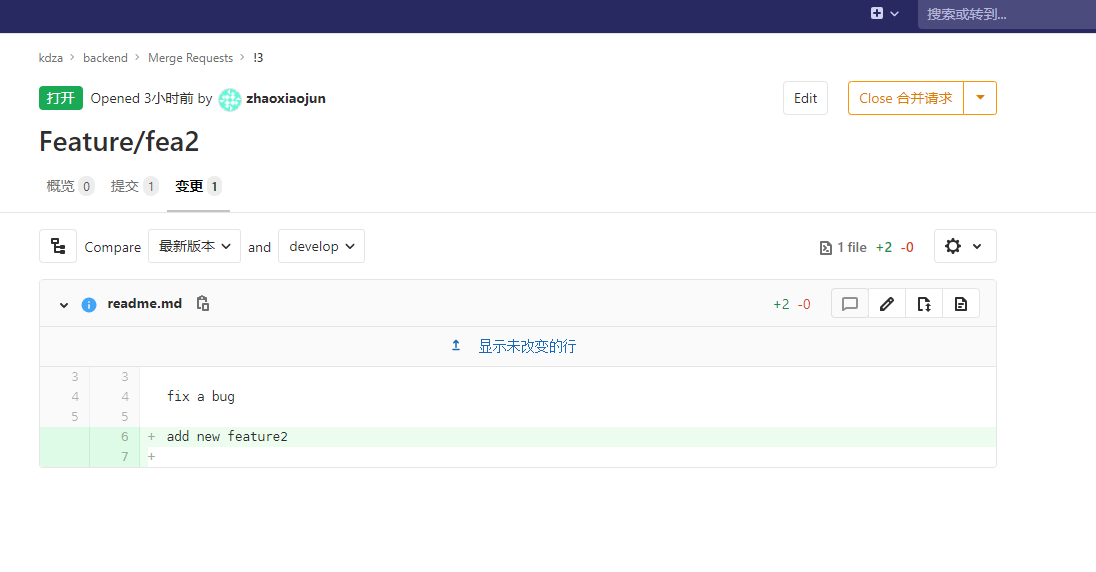 搜索或转到...
kdza > backend > Merge Requests > !3
打开 Opened 3小时前 by zhaoxiaojun Edit Close 合并请求
Feature/fea2
概览 0 提交 1 变更 1
Compare 最新版本 and develop 1 file +2 -0
readme.md +2 -0
显示未改变的行
3 3
4 4 fix a bug
5 5
6 + add new feature2
7 +